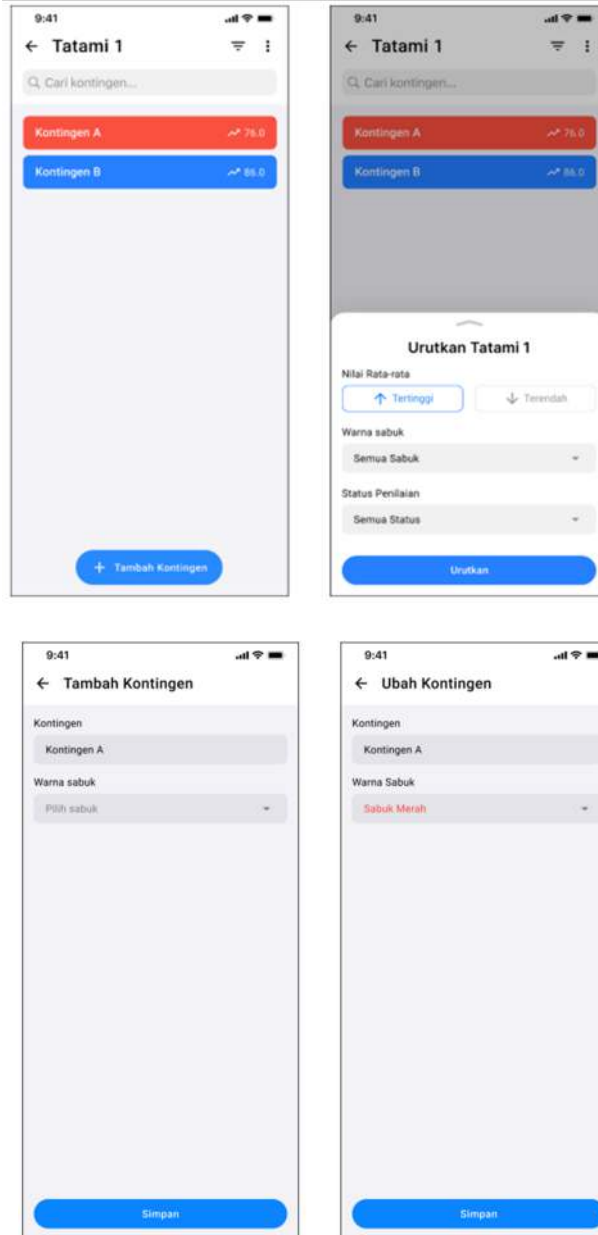 9:41
Tatami 1
Cari kontingen...
Kontingen A 76.0
Kontingen B 86.0
+ Tambah Kontingen
9:41
Tatami 1
Cari kontingen...
Kontingen A 76.0
Kontingen B 86.0
Urutkan Tatami 1
Nilai Rata-rata
Tertinggi Terendah
Warna sabuk
Semua Sabuk
Status Penilaian
Semua Status
Urutkan
9:41
Tambah Kontingen
Kontingen
Kontingen A
Warna sabuk
Pilih sabuk
Simpan
9:41
Ubah Kontingen
Kontingen
Kontingen A
Warna Sabuk
Sabuk Merah
Simpan